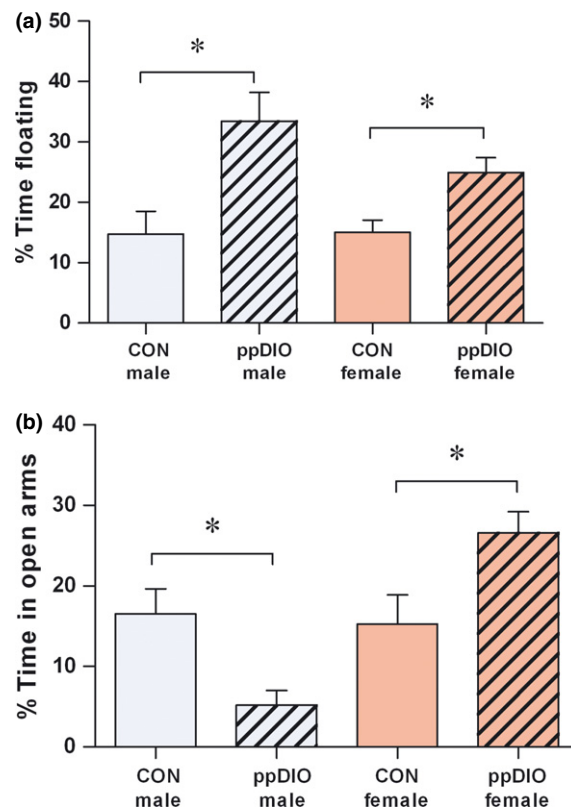 (a)
% Time floating
50
40
30
20
10
0
*
*
CON male
ppDIO male
CON female
ppDIO female
(b)
% Time in open arms
40
30
20
10
0
*
*
CON male
ppDIO male
CON female
ppDIO female